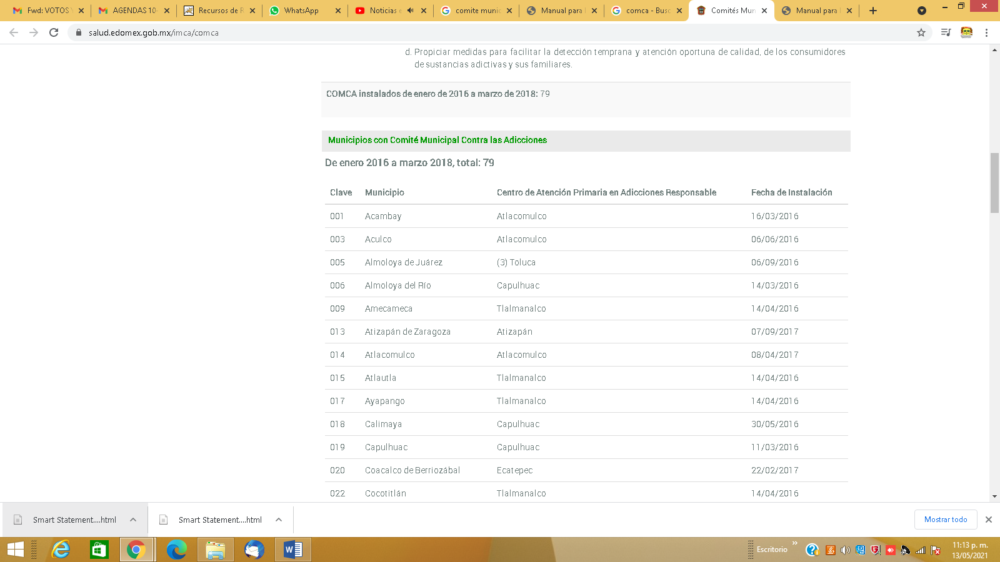 Fwd: VOTOS Y
AGENDAS 10-
Recursos de R
WhatsApp
Noticias e
comite munic
Manual para
comca - Busc
Comités Mun
Manual para
salud.edomex.gob.mx/imca/comca
d. Propiciar medidas para facilitar la detección temprana y atención oportuna de calidad, de los consumidores
de sustancias adictivas y sus familiares.
COMCA instalados de enero de 2016 a marzo de 2018: 79
Municipios con Comité Municipal Contra las Adicciones
De enero 2016 a marzo 2018, total: 79
Clave Municipio Centro de Atención Primaria en Adicciones Responsable Fecha de Instalación
001 Acambay Atlacomulco 16/03/2016
003 Aculco Atlacomulco 06/06/2016
005 Almoloya de Juárez (3) Toluca 06/09/2016
006 Almoloya del Río Capulhuac 14/03/2016
009 Amecameca Tlalmanalco 14/04/2016
013 Atizapán de Zaragoza Atizapán 07/09/2017
014 Atlacomulco Atlacomulco 08/04/2017
015 Atlautla Tlalmanalco 14/04/2016
017 Ayapango Tlalmanalco 14/04/2016
018 Calimaya Capulhuac 30/05/2016
019 Capulhuac Capulhuac 11/03/2016
020 Coacalco de Berriozábal Ecatepec 22/02/2017
022 Cocotitlán Tlalmanalco 14/04/2016
Smart Statement....html
Smart Statement....html
Mostrar todo
Escritorio
11:13 p. m.
13/05/2021